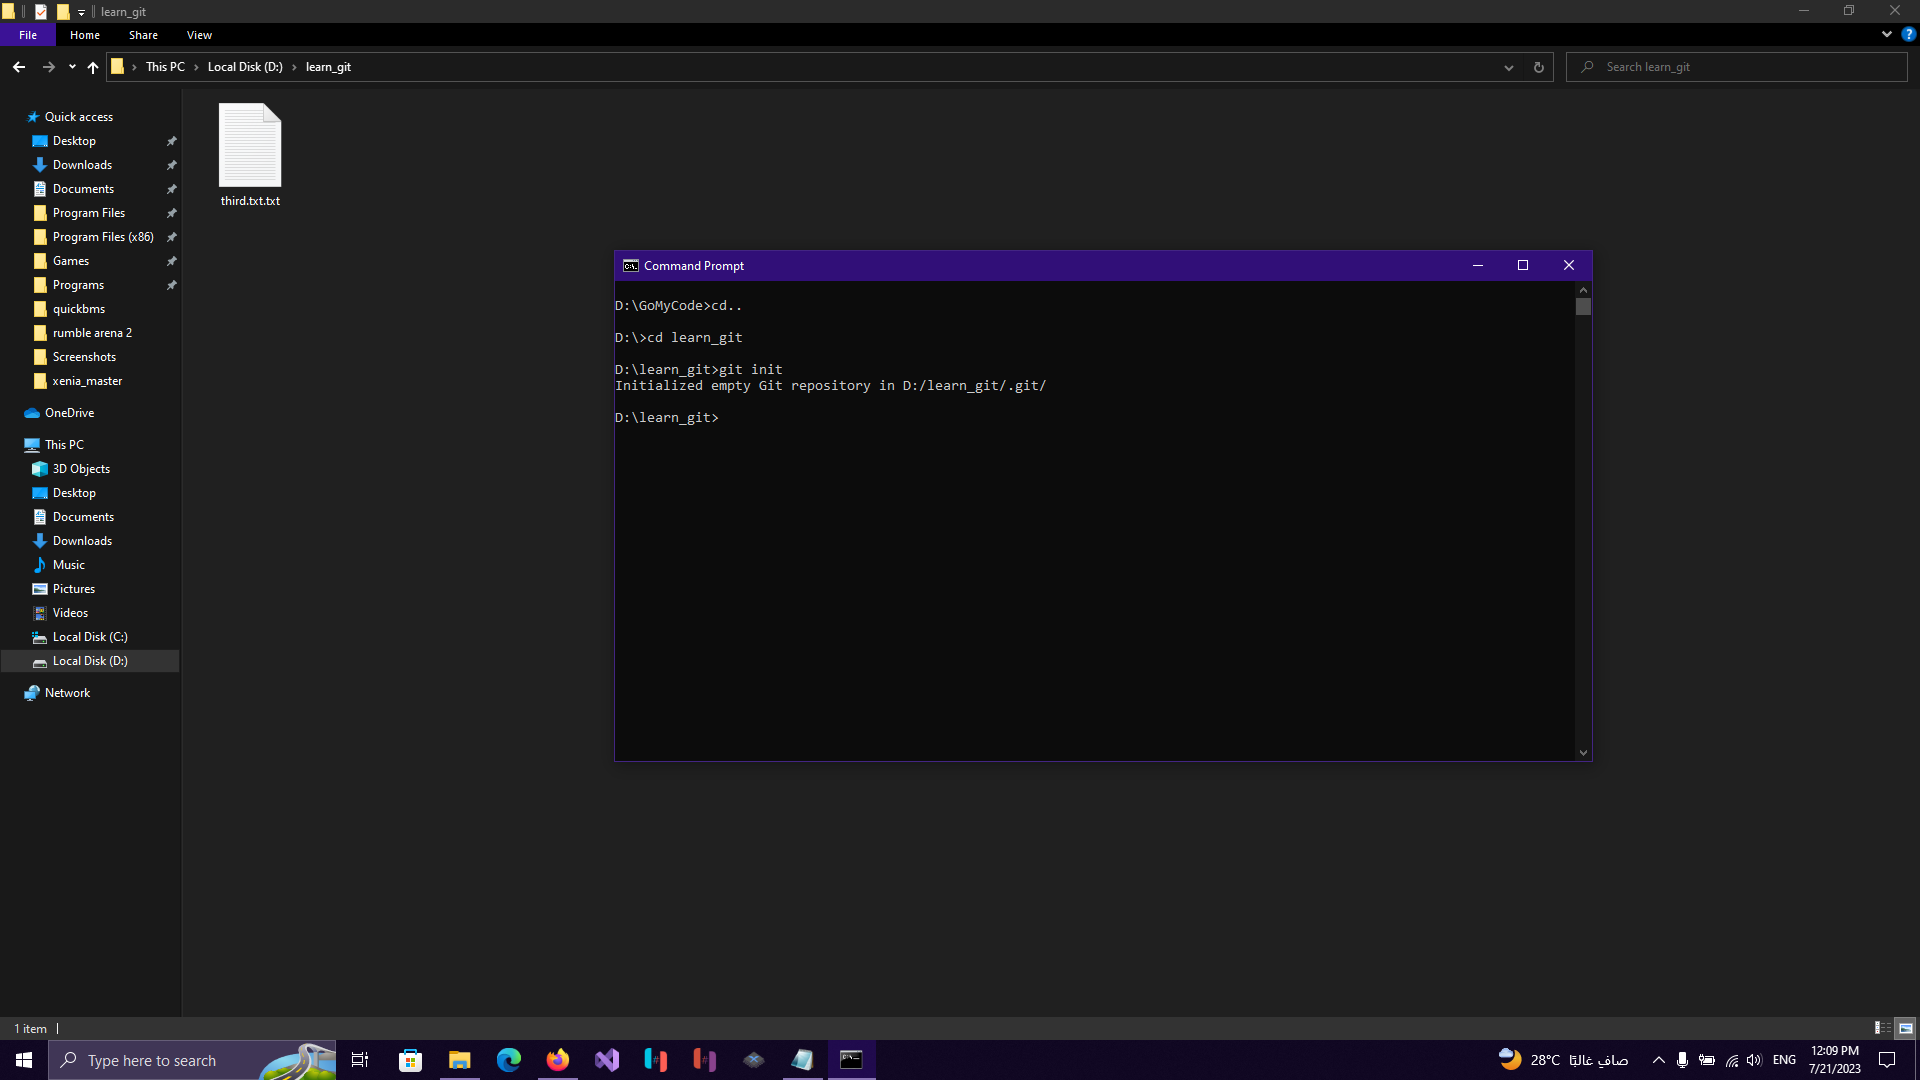 learn_git
File Home Share View
This PC Local Disk (D:) learn_git
Search learn_git
Quick access
Desktop
Downloads
Documents
Program Files
Program Files (x86)
Games
Programs
quickbms
rumble arena 2
Screenshots
xenia_master
OneDrive
This PC
3D Objects
Desktop
Documents
Downloads
Music
Pictures
Videos
Local Disk (C:)
Local Disk (D:)
Network
third.txt.txt
Command Prompt
D:\GoMyCode>cd..
D:\>cd learn_git
D:\learn_git>git init
Initialized empty Git repository in D:/learn_git/.git/
D:\learn_git>
1 item
Type here to search
28°C صافٍ غالبًا
ENG
12:09 PM
7/21/2023